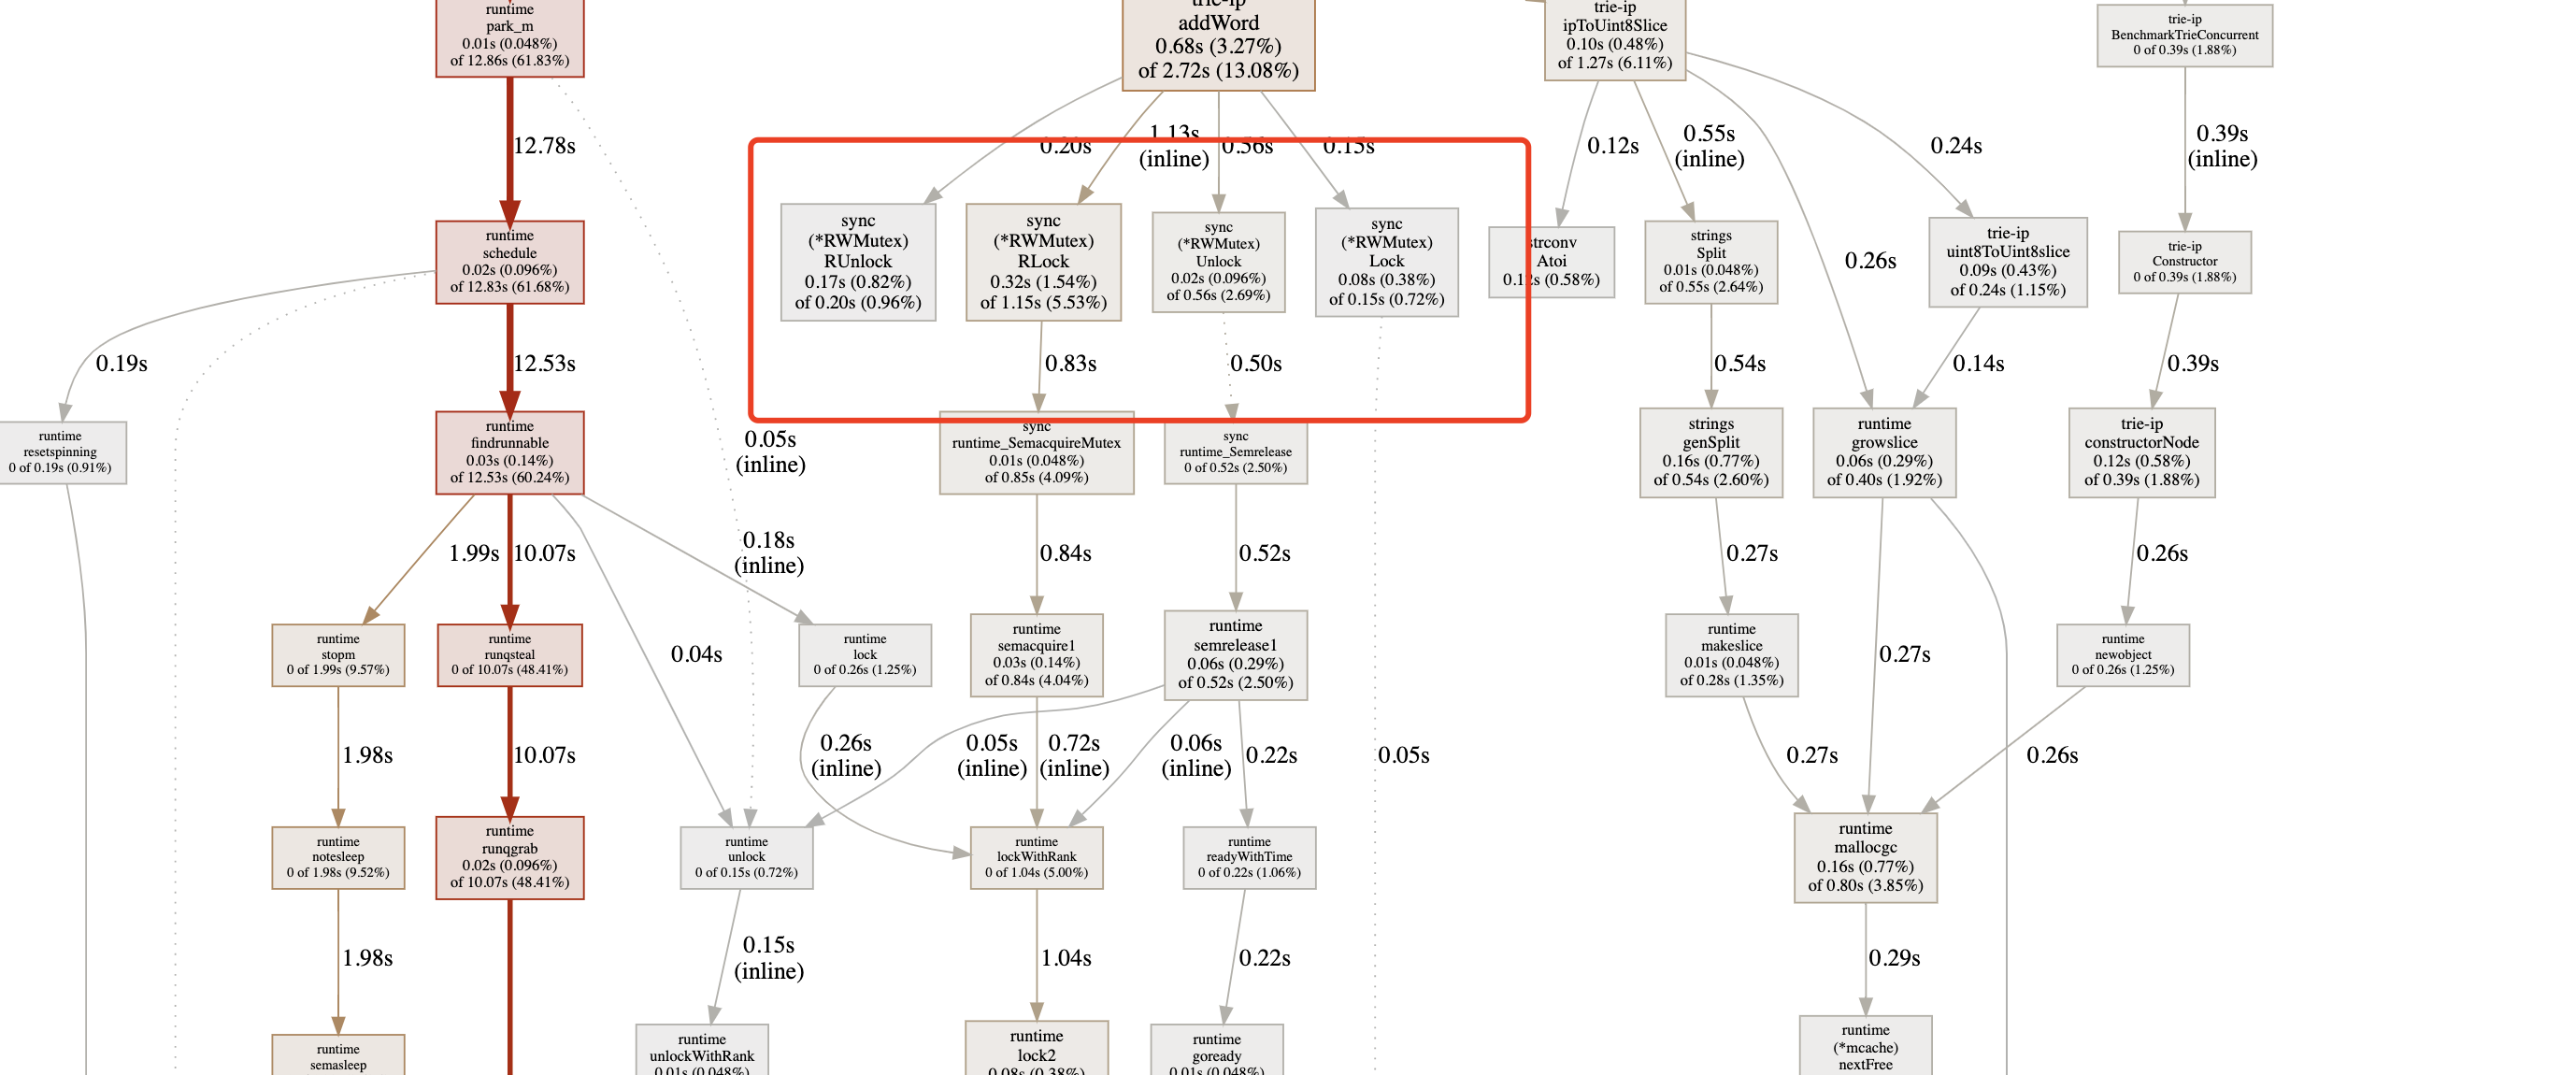 runtime
park_m
0.01s (0.048%)
of 12.86s (61.83%)
trie-ip
addWord
0.68s (3.27%)
of 2.72s (13.08%)
trie-ip
ipToUint8Slice
0.10s (0.48%)
of 1.27s (6.11%)
trie-ip
BenchmarkTrieConcurrent
0 of 0.39s (1.88%)
12.78s
0.20s
1.13s
(inline)
0.56s
0.15s
0.12s
0.55s
(inline)
0.24s
0.39s
(inline)
runtime
schedule
0.02s (0.096%)
of 12.83s (61.68%)
sync
(*RWMutex)
RUnlock
0.17s (0.82%)
of 0.20s (0.96%)
sync
(*RWMutex)
RLock
0.32s (1.54%)
of 1.15s (5.53%)
sync
(*RWMutex)
Unlock
0.02s (0.096%)
of 0.56s (2.69%)
sync
(*RWMutex)
Lock
0.08s (0.38%)
of 0.15s (0.72%)
strconv
Atoi
0.12s (0.58%)
strings
Split
0.01s (0.048%)
of 0.55s (2.64%)
0.26s
trie-ip
uint8ToUint8slice
0.09s (0.43%)
of 0.24s (1.15%)
trie-ip
Constructor
0 of 0.39s (1.88%)
0.19s
12.53s
0.83s
0.50s
0.54s
0.14s
0.39s
runtime
resetspinning
0 of 0.19s (0.91%)
runtime
findrunnable
0.03s (0.14%)
of 12.53s (60.24%)
0.05s
(inline)
sync
runtime_SemacquireMutex
0.01s (0.048%)
of 0.85s (4.09%)
sync
runtime_Semrelease
0 of 0.52s (2.50%)
strings
genSplit
0.16s (0.77%)
of 0.54s (2.60%)
runtime
growslice
0.06s (0.29%)
of 0.40s (1.92%)
trie-ip
constructorNode
0.12s (0.58%)
of 0.39s (1.88%)
1.99s
10.07s
0.18s
(inline)
0.84s
0.52s
0.27s
0.26s
runtime
stopm
0 of 1.99s (9.57%)
runtime
runqsteal
0 of 10.07s (48.41%)
0.04s
runtime
lock
0 of 0.26s (1.25%)
runtime
semacquire1
0.03s (0.14%)
of 0.84s (4.04%)
runtime
semrelease1
0.06s (0.29%)
of 0.52s (2.50%)
runtime
makeslice
0.01s (0.048%)
of 0.28s (1.35%)
0.27s
runtime
newobject
0 of 0.26s (1.25%)
1.98s
10.07s
0.26s
(inline)
0.05s
(inline)
0.72s
(inline)
0.06s
(inline)
0.22s
0.05s
0.27s
0.26s
runtime
notesleep
0 of 1.98s (9.52%)
runtime
runqgrab
0.02s (0.096%)
of 10.07s (48.41%)
runtime
unlock
0 of 0.15s (0.72%)
runtime
lockWithRank
0 of 1.04s (5.00%)
runtime
readyWithTime
0 of 0.22s (1.06%)
runtime
mallocgc
0.16s (0.77%)
of 0.80s (3.85%)
1.98s
0.15s
(inline)
1.04s
0.22s
0.29s
runtime
semasleep
runtime
unlockWithRank
0.01s (0.048%)
runtime
lock2
0.08s (0.38%)
runtime
goready
0.01s (0.048%)
runtime
(*mcache)
nextFree